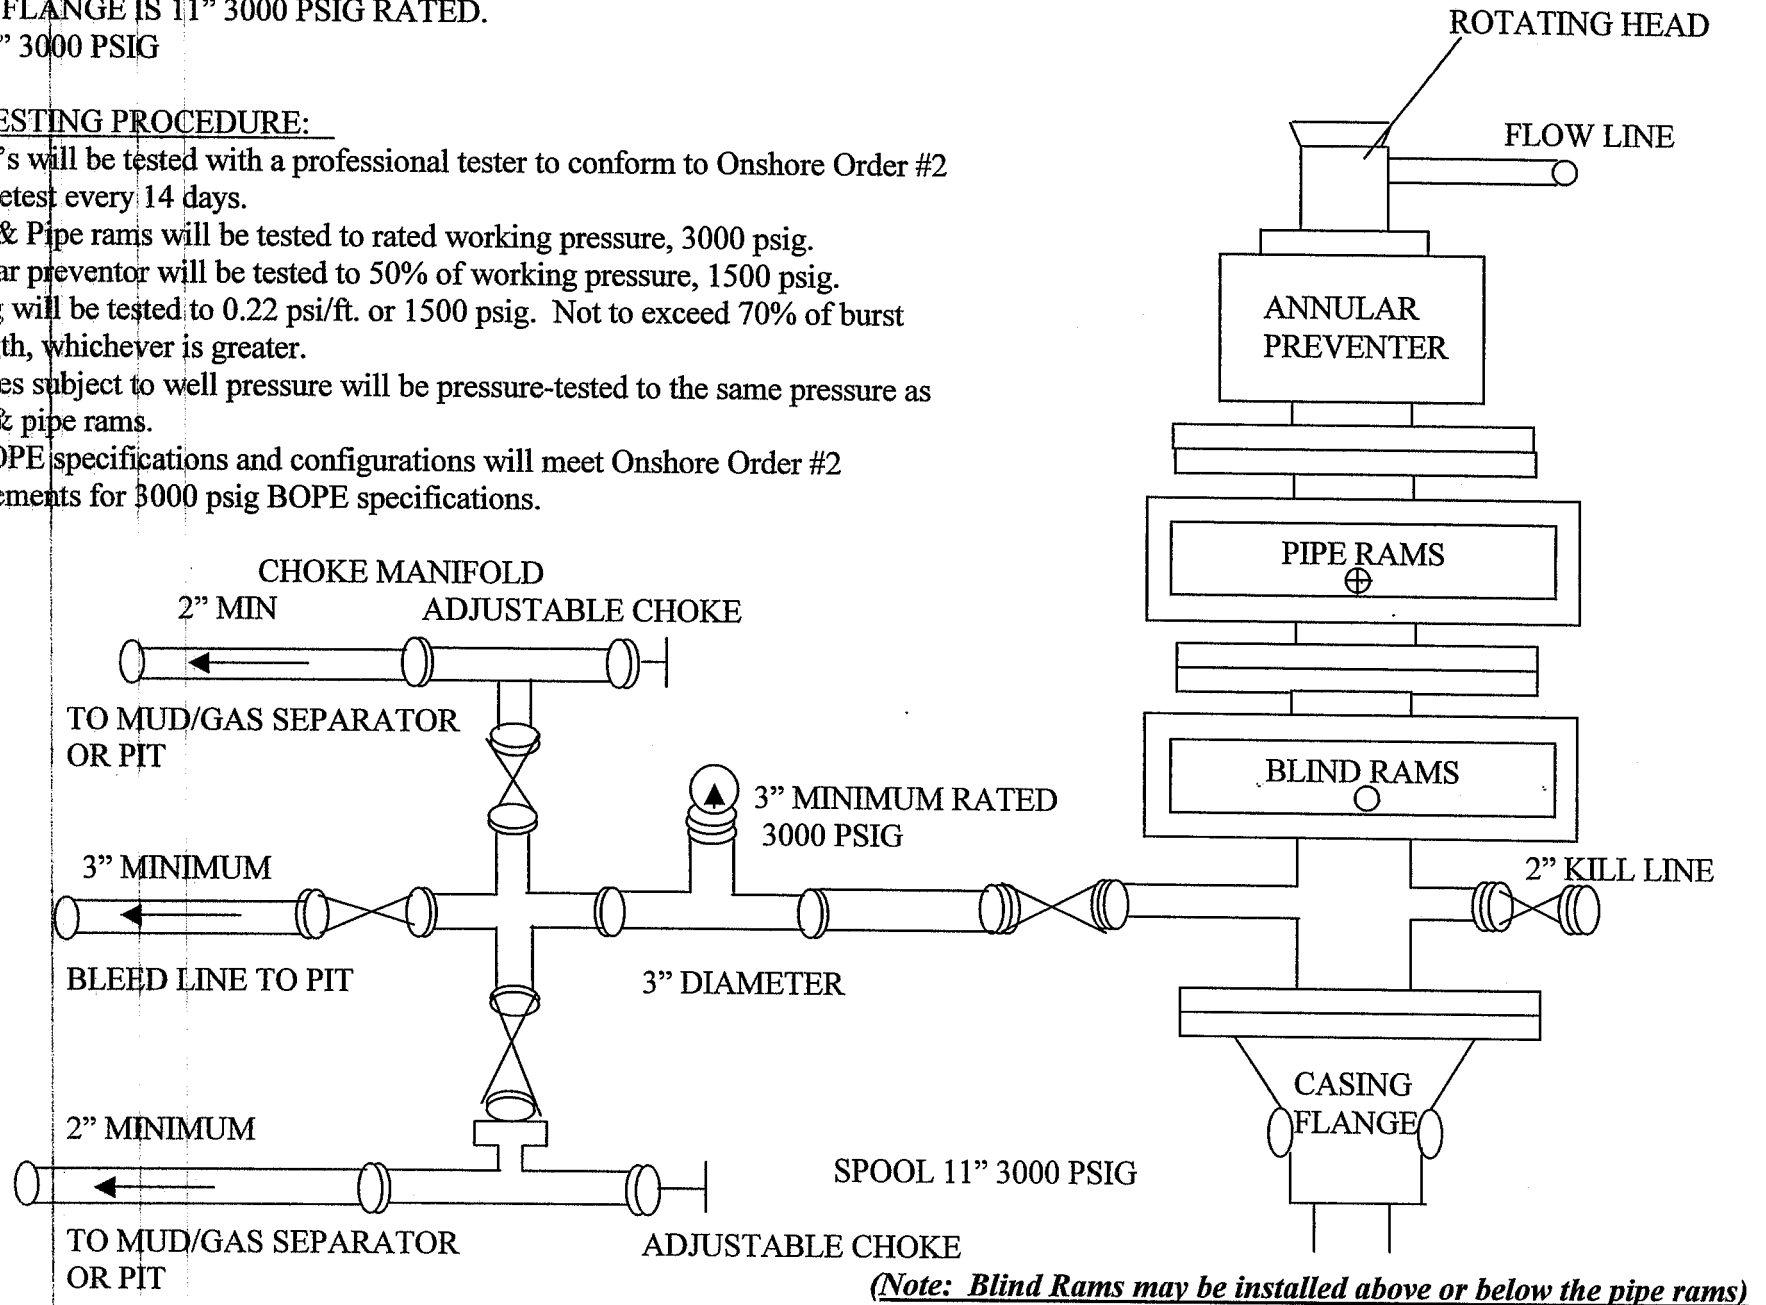 FLANGE IS 11” 3000 PSIG RATED.
” 3000 PSIG
ESTING PROCEDURE:
’s will be tested with a professional tester to conform to Onshore Order #2
etest every 14 days.
& Pipe rams will be tested to rated working pressure, 3000 psig.
ar preventor will be tested to 50% of working pressure, 1500 psig.
g will be tested to 0.22 psi/ft. or 1500 psig.  Not to exceed 70% of burst
th, whichever is greater.
es subject to well pressure will be pressure-tested to the same pressure as
& pipe rams.
OPE specifications and configurations will meet Onshore Order #2
ements for 3000 psig BOPE specifications.
ROTATING HEAD
FLOW LINE
ANNULAR
PREVENTER
PIPE RAMS
BLIND RAMS
CHOKE MANIFOLD
2” MIN
ADJUSTABLE CHOKE
TO MUD/GAS SEPARATOR
OR PIT
3” MINIMUM RATED
3000 PSIG
3” MINIMUM
2” KILL LINE
BLEED LINE TO PIT
3” DIAMETER
CASING
FLANGE
2” MINIMUM
SPOOL 11” 3000 PSIG
TO MUD/GAS SEPARATOR
OR PIT
ADJUSTABLE CHOKE
(Note:  Blind Rams may be installed above or below the pipe rams)